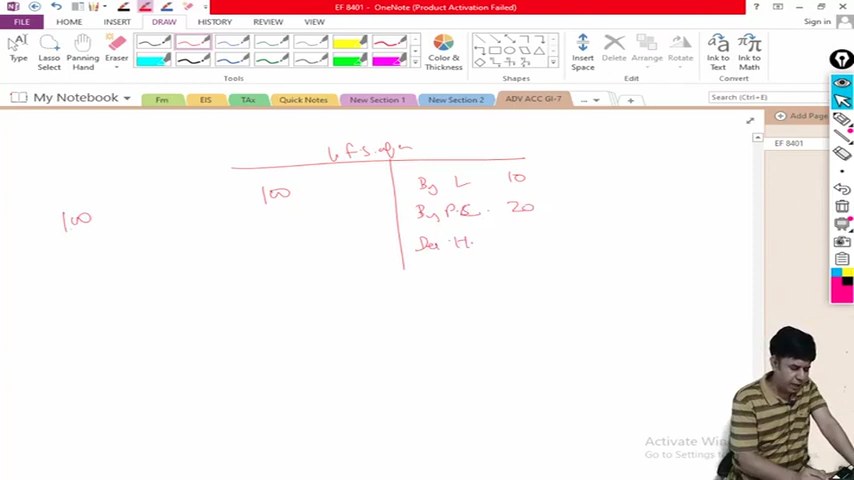 EF 8401 - OneNote (Product Activation Failed)
FILE HOME INSERT DRAW HISTORY REVIEW VIEW
Sign in
Type Lasso Select Panning Hand Eraser
Color & Thickness
Insert Space Delete Arrange Rotate
Ink to Text Ink to Math
Tools Shapes Edit Convert
My Notebook Fm EIS TAx Quick Notes New Section 1 New Section 2 ADV ACC GI-7 ... Search (Ctrl+E)
Add Page
EF 8401
100 By L 10
100 By P.&L. 20
H.
Activate Win
Go to Settings